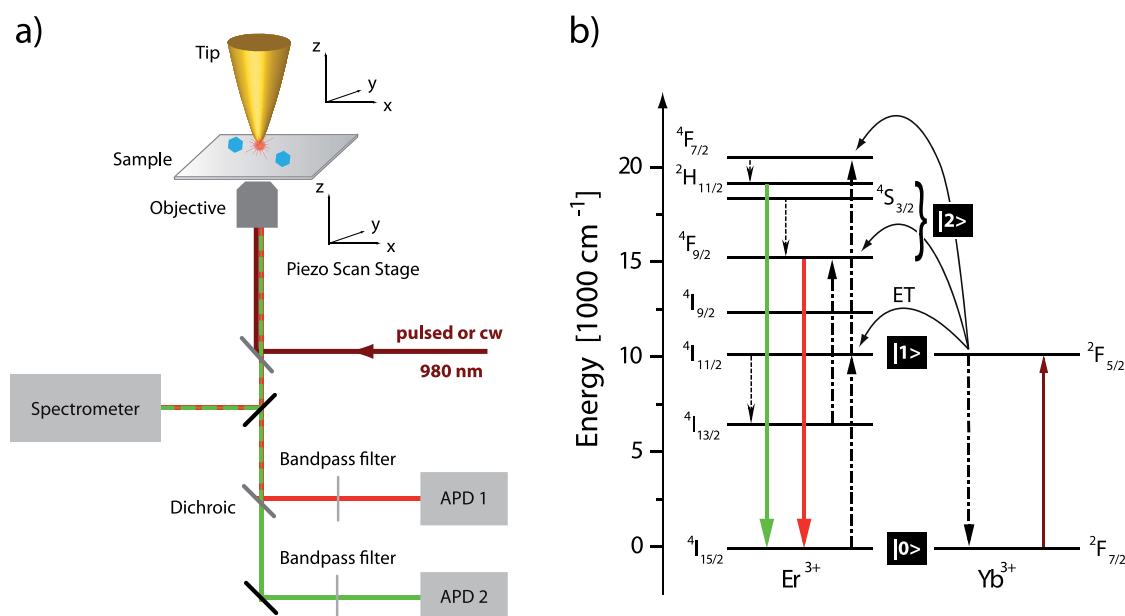 a)
Tip
z
y
x
Sample
Objective
z
y
x
Piezo Scan Stage
pulsed or cw
980 nm
Spectrometer
Bandpass filter
APD 1
Dichroic
Bandpass filter
APD 2
b)
Energy [1000 cm⁻¹]
20
15
10
5
0
⁴F₇/₂
²H₁₁/₂
⁴S₃/₂
|2>
⁴F₉/₂
⁴I₉/₂
ET
⁴I₁₁/₂
|1>
²F₅/₂
⁴I₁₃/₂
⁴I₁₅/₂
|0>
²F₇/₂
Er ³⁺
Yb³⁺